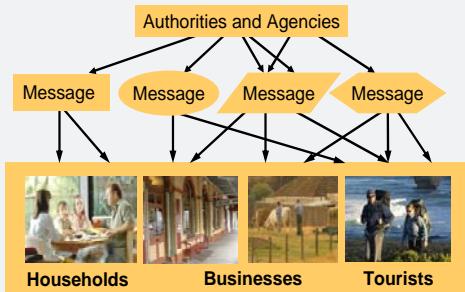 Authorities and Agencies
Message Message Message Message
Households Businesses Tourists